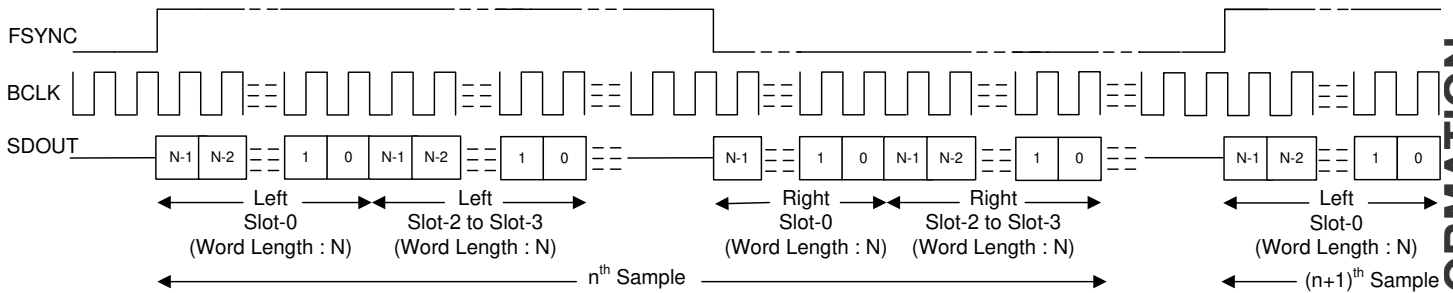 FSYNC
BCLK
SDOUT
N-1 N-2 1 0 N-1 N-2 1 0 N-1 1 0 N-1 N-2 1 0 N-1 N-2 1 0
Left Left Right Right Left
Slot-0 Slot-2 to Slot-3 Slot-0 Slot-2 to Slot-3 Slot-0
(Word Length : N) (Word Length : N) (Word Length : N) (Word Length : N) (Word Length : N)
nth Sample (n+1)th Sample
ORMATION